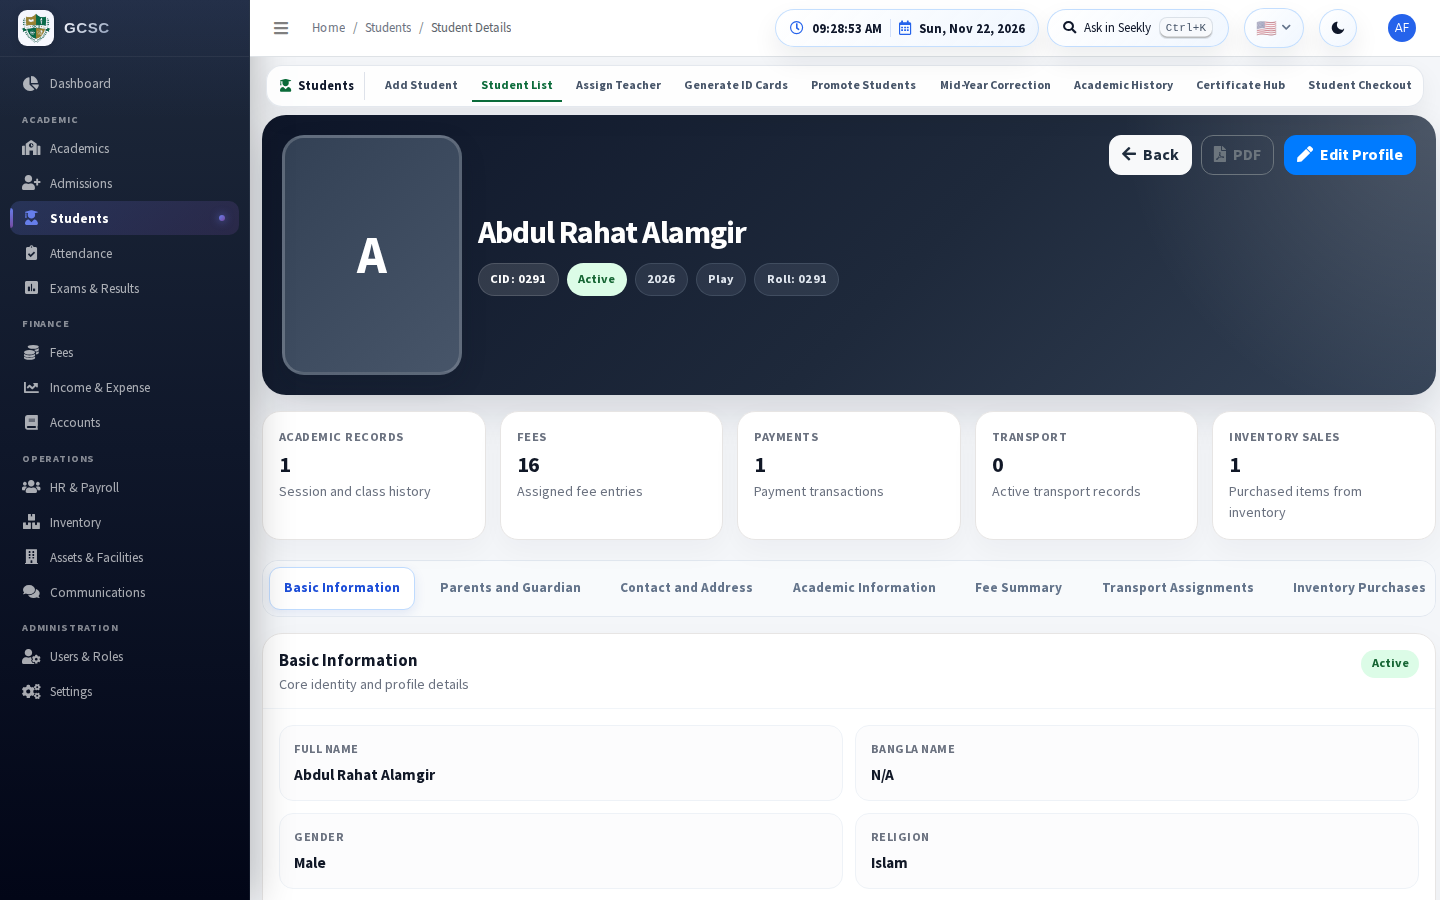 GCSC
Home / Students / Student Details
09:28:53 AM
Sun, Nov 22, 2026
Ask in Seekly Ctrl+K
AF
Dashboard
ACADEMIC
Academics
Admissions
Students
Attendance
Exams & Results
FINANCE
Fees
Income & Expense
Accounts
OPERATIONS
HR & Payroll
Inventory
Assets & Facilities
Communications
ADMINISTRATION
Users & Roles
Settings
Students
Add Student
Student List
Assign Teacher
Generate ID Cards
Promote Students
Mid-Year Correction
Academic History
Certificate Hub
Student Checkout
A
Back
PDF
Edit Profile
Abdul Rahat Alamgir
CID: 0291
Active
2026
Play
Roll: 0291
ACADEMIC RECORDS
1
Session and class history
FEES
16
Assigned fee entries
PAYMENTS
1
Payment transactions
TRANSPORT
0
Active transport records
INVENTORY SALES
1
Purchased items from
inventory
Basic Information
Parents and Guardian
Contact and Address
Academic Information
Fee Summary
Transport Assignments
Inventory Purchases
Basic Information
Core identity and profile details
Active
FULL NAME
Abdul Rahat Alamgir
BANGLA NAME
N/A
GENDER
Male
RELIGION
Islam